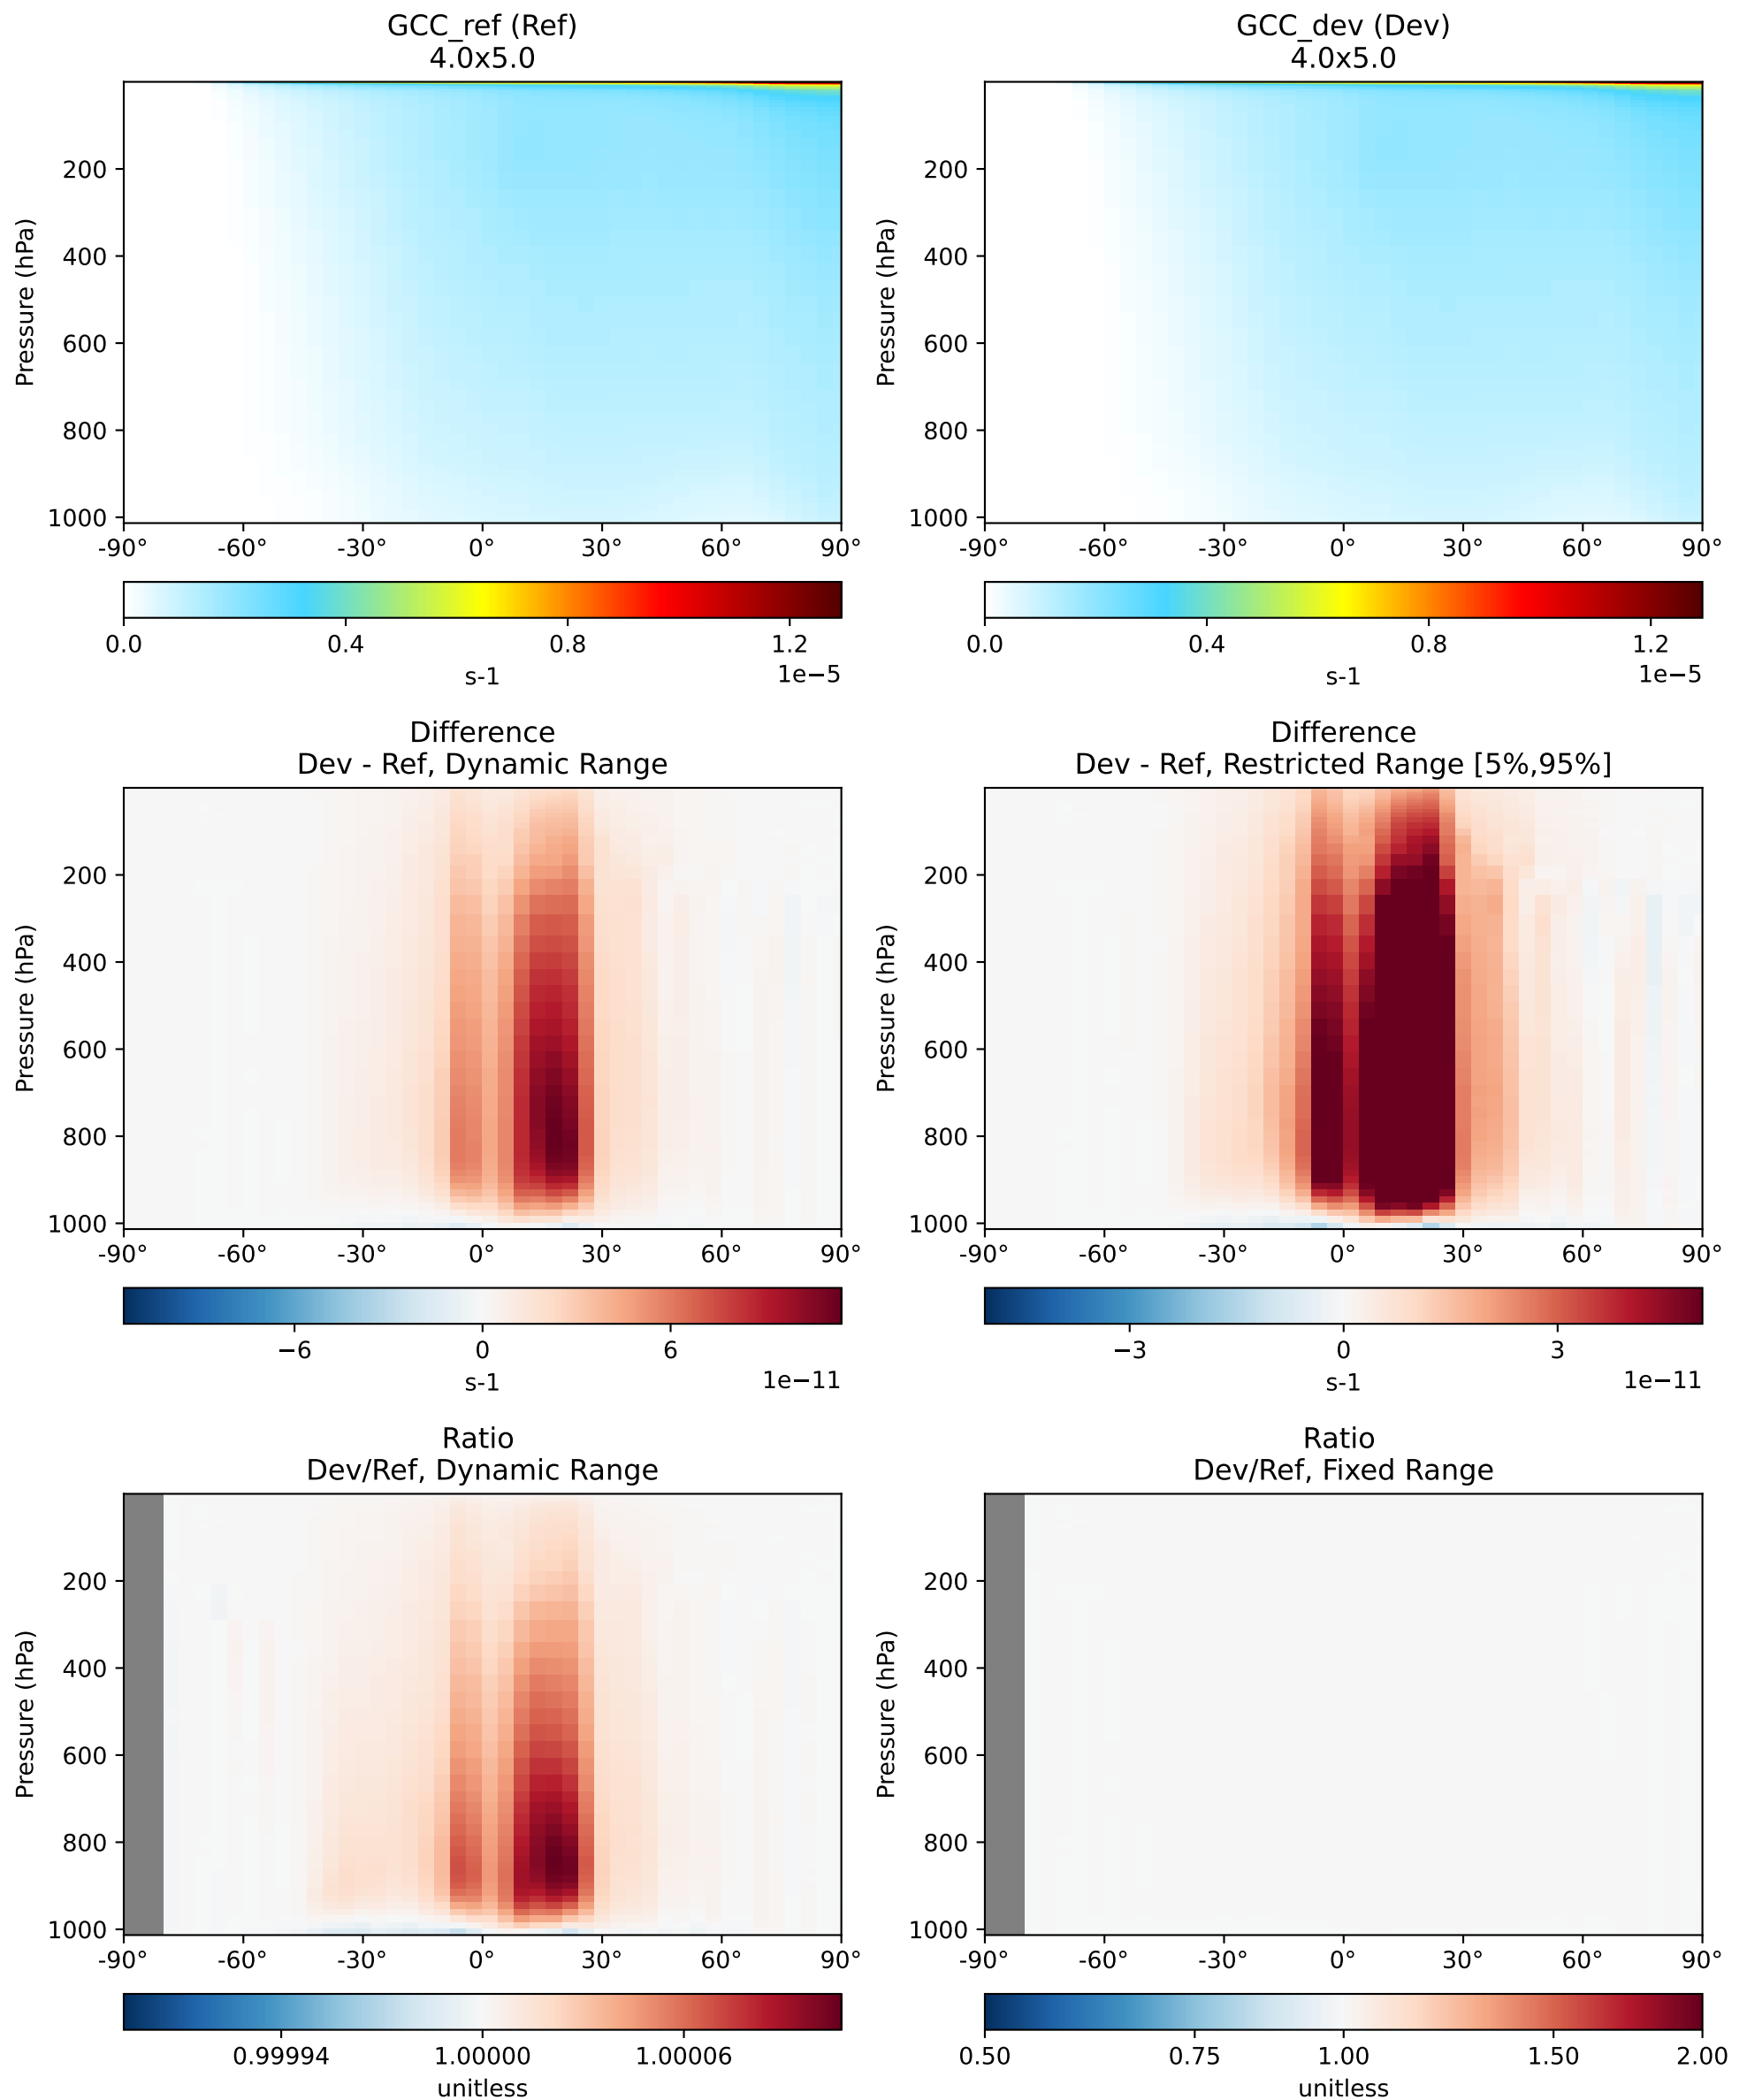 GCC_ref (Ref)
4.0x5.0
Pressure (hPa)
200
400
600
800
1000
-90° -60° -30° 0° 30° 60° 90°
0.0 0.4 0.8 1.2
1e−5
s-1
GCC_dev (Dev)
4.0x5.0
Pressure (hPa)
200
400
600
800
1000
-90° -60° -30° 0° 30° 60° 90°
0.0 0.4 0.8 1.2
1e−5
s-1
Difference
Dev - Ref, Dynamic Range
Pressure (hPa)
200
400
600
800
1000
-90° -60° -30° 0° 30° 60° 90°
−6 0 6
1e−11
s-1
Difference
Dev - Ref, Restricted Range [5%,95%]
Pressure (hPa)
200
400
600
800
1000
-90° -60° -30° 0° 30° 60° 90°
−3 0 3
1e−11
s-1
Ratio
Dev/Ref, Dynamic Range
Pressure (hPa)
200
400
600
800
1000
-90° -60° -30° 0° 30° 60° 90°
0.99994 1.00000 1.00006
unitless
Ratio
Dev/Ref, Fixed Range
Pressure (hPa)
200
400
600
800
1000
-90° -60° -30° 0° 30° 60° 90°
0.50 0.75 1.00 1.50 2.00
unitless